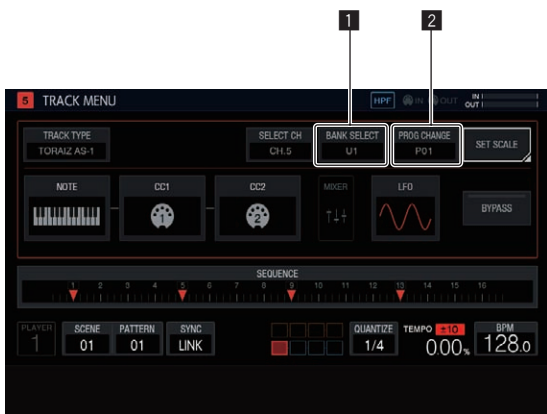 1 2
5 TRACK MENU HPF IN OUT IN OUT
TRACK TYPE SELECT CH BANK SELECT PROG CHANGE
TORAIZ AS-1 CH.5 U1 P01 SET SCALE
NOTE CC1 CC2 MIXER LFO
1 2 BYPASS
SEQUENCE
1 2 3 4 5 6 7 8 9 10 11 12 13 14 15 16
PLAYER SCENE PATTERN SYNC QUANTIZE TEMPO ±10 BPM
1 01 01 LINK 1/4 0.00% 128.0